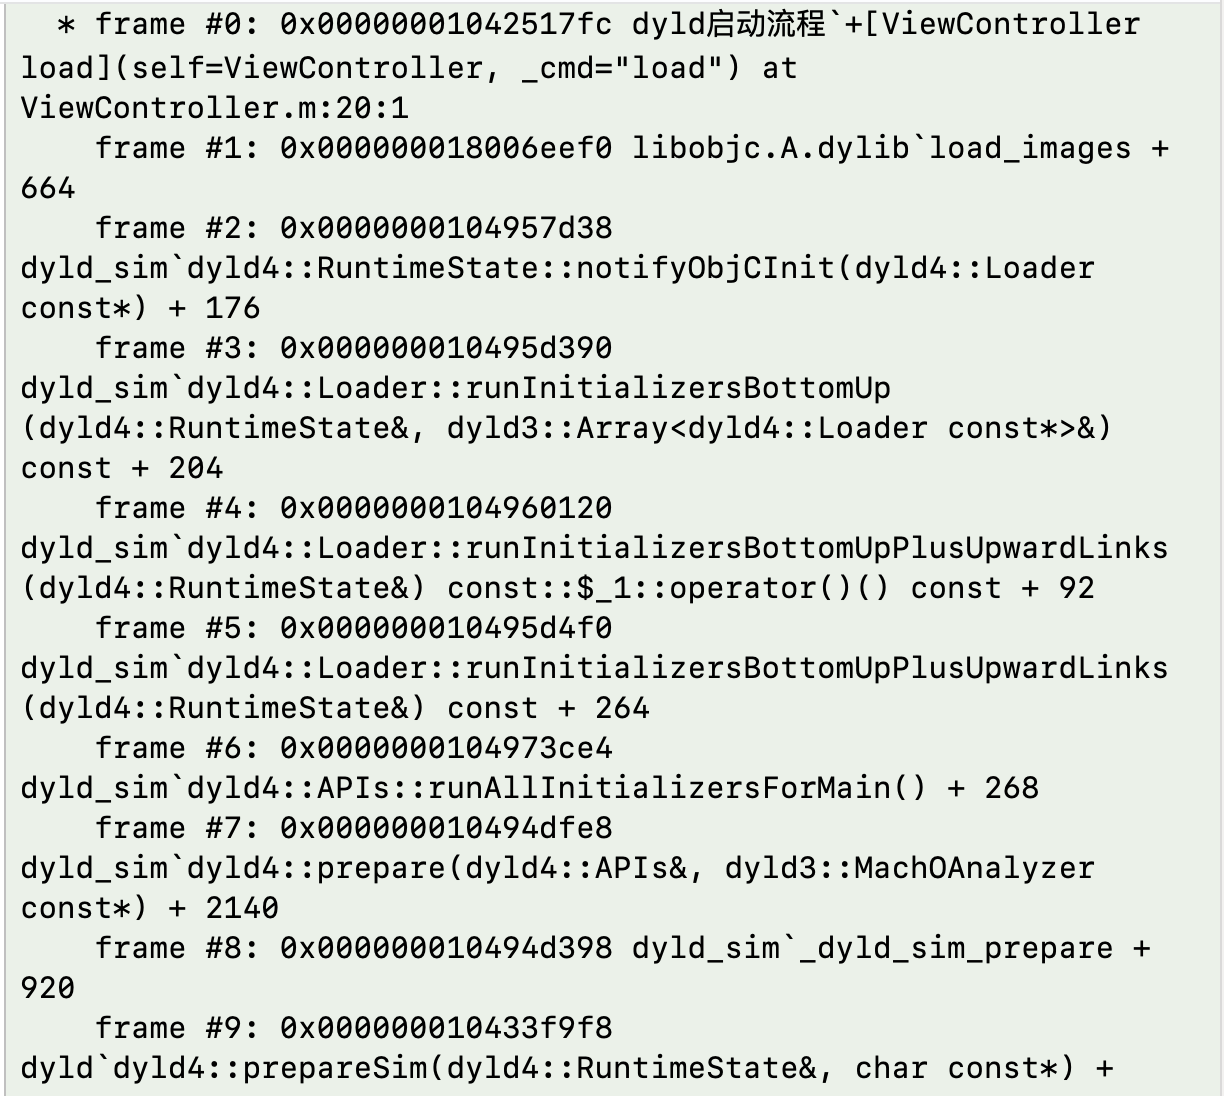 * frame #0: 0x00000001042517fc dyld启动流程`+[ViewController
load](self=ViewController, _cmd="load") at
ViewController.m:20:1
frame #1: 0x000000018006eef0 libobjc.A.dylib`load_images +
664
frame #2: 0x0000000104957d38
dyld_sim`dyld4::RuntimeState::notifyObjCInit(dyld4::Loader
const*) + 176
frame #3: 0x000000010495d390
dyld_sim`dyld4::Loader::runInitializersBottomUp
(dyld4::RuntimeState&, dyld3::Array<dyld4::Loader const*>&)
const + 204
frame #4: 0x0000000104960120
dyld_sim`dyld4::Loader::runInitializersBottomUpPlusUpwardLinks
(dyld4::RuntimeState&) const::$_1::operator()() const + 92
frame #5: 0x000000010495d4f0
dyld_sim`dyld4::Loader::runInitializersBottomUpPlusUpwardLinks
(dyld4::RuntimeState&) const + 264
frame #6: 0x0000000104973ce4
dyld_sim`dyld4::APIs::runAllInitializersForMain() + 268
frame #7: 0x000000010494dfe8
dyld_sim`dyld4::prepare(dyld4::APIs&, dyld3::MachOAnalyzer
const*) + 2140
frame #8: 0x000000010494d398 dyld_sim`_dyld_sim_prepare +
920
frame #9: 0x000000010433f9f8
dyld`dyld4::prepareSim(dyld4::RuntimeState&, char const*) +